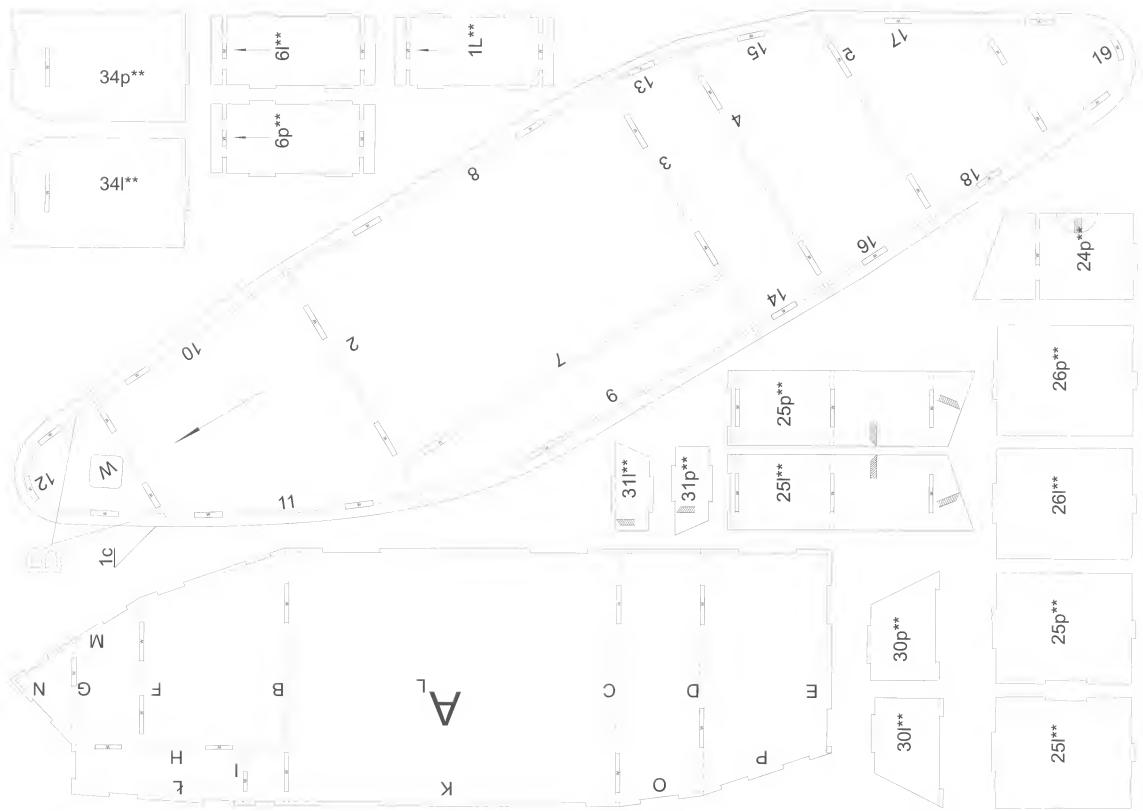 34p**
6l**
1L**
6p**
34l**
13
15
2
17
19
8
3
4
18
24p**
10
2
7
14
16
26p**
9
25p**
12
W
11
31l**
31p**
25l**
26l**
B
1c
N
M
G
F
B
A
L
C
D
E
30p**
25p**
H
I
Ł
K
O
P
30l**
25l**